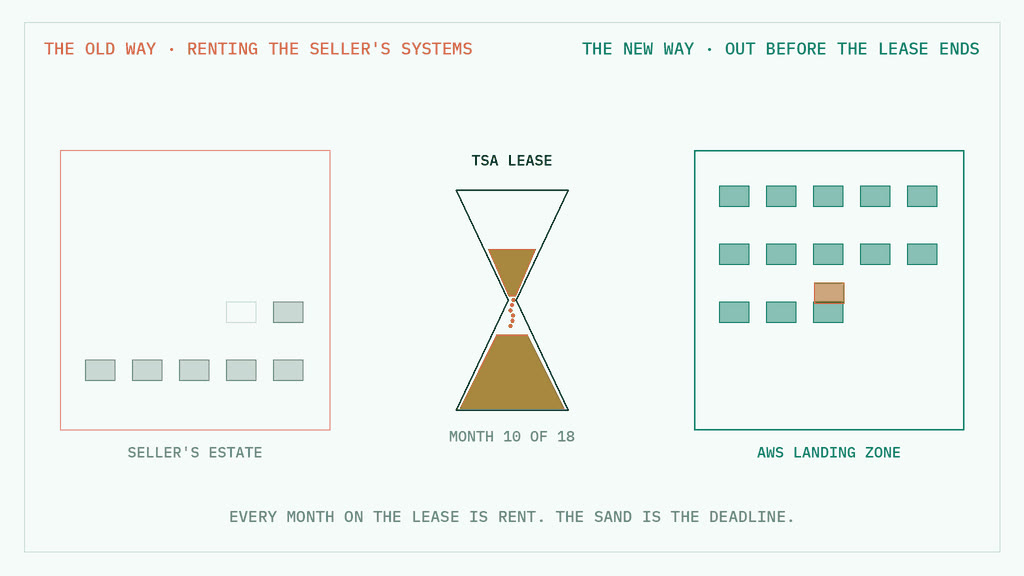 THE OLD WAY · RENTING THE SELLER'S SYSTEMS
THE NEW WAY · OUT BEFORE THE LEASE ENDS
TSA LEASE
MONTH 10 OF 18
SELLER'S ESTATE
AWS LANDING ZONE
EVERY MONTH ON THE LEASE IS RENT. THE SAND IS THE DEADLINE.